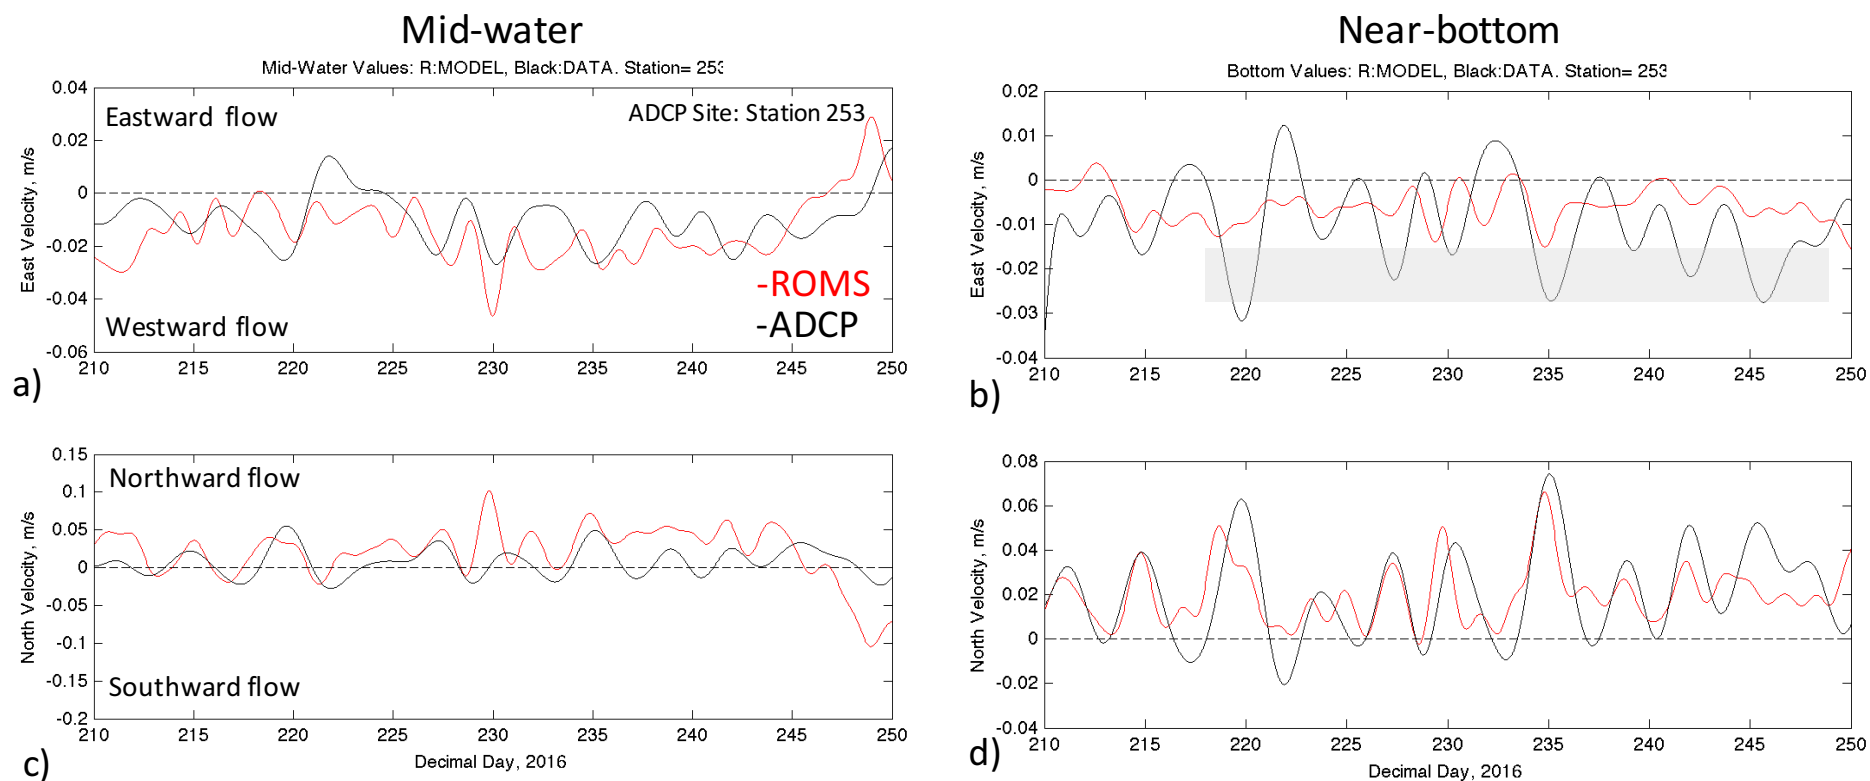 Mid-water
Near-bottom
Mid-Water Values: R:MODEL, Black:DATA. Station= 253
Bottom Values: R:MODEL, Black:DATA. Station= 253
0.04
0.02
0
-0.02
-0.04
-0.06
East Velocity, m/s
Eastward flow
ADCP Site: Station 253
-ROMS
-ADCP
Westward flow
210 215 220 225 230 235 240 245 250
a)
0.02
0.01
0
-0.01
-0.02
-0.03
-0.04
East Velocity, m/s
210 215 220 225 230 235 240 245 250
b)
0.15
0.1
0.05
0
-0.05
-0.1
-0.15
-0.2
North Velocity, m/s
Northward flow
Southward flow
210 215 220 225 230 235 240 245 250
Decimal Day, 2016
c)
0.08
0.06
0.04
0.02
0
-0.02
-0.04
North Velocity, m/s
210 215 220 225 230 235 240 245 250
Decimal Day, 2016
d)